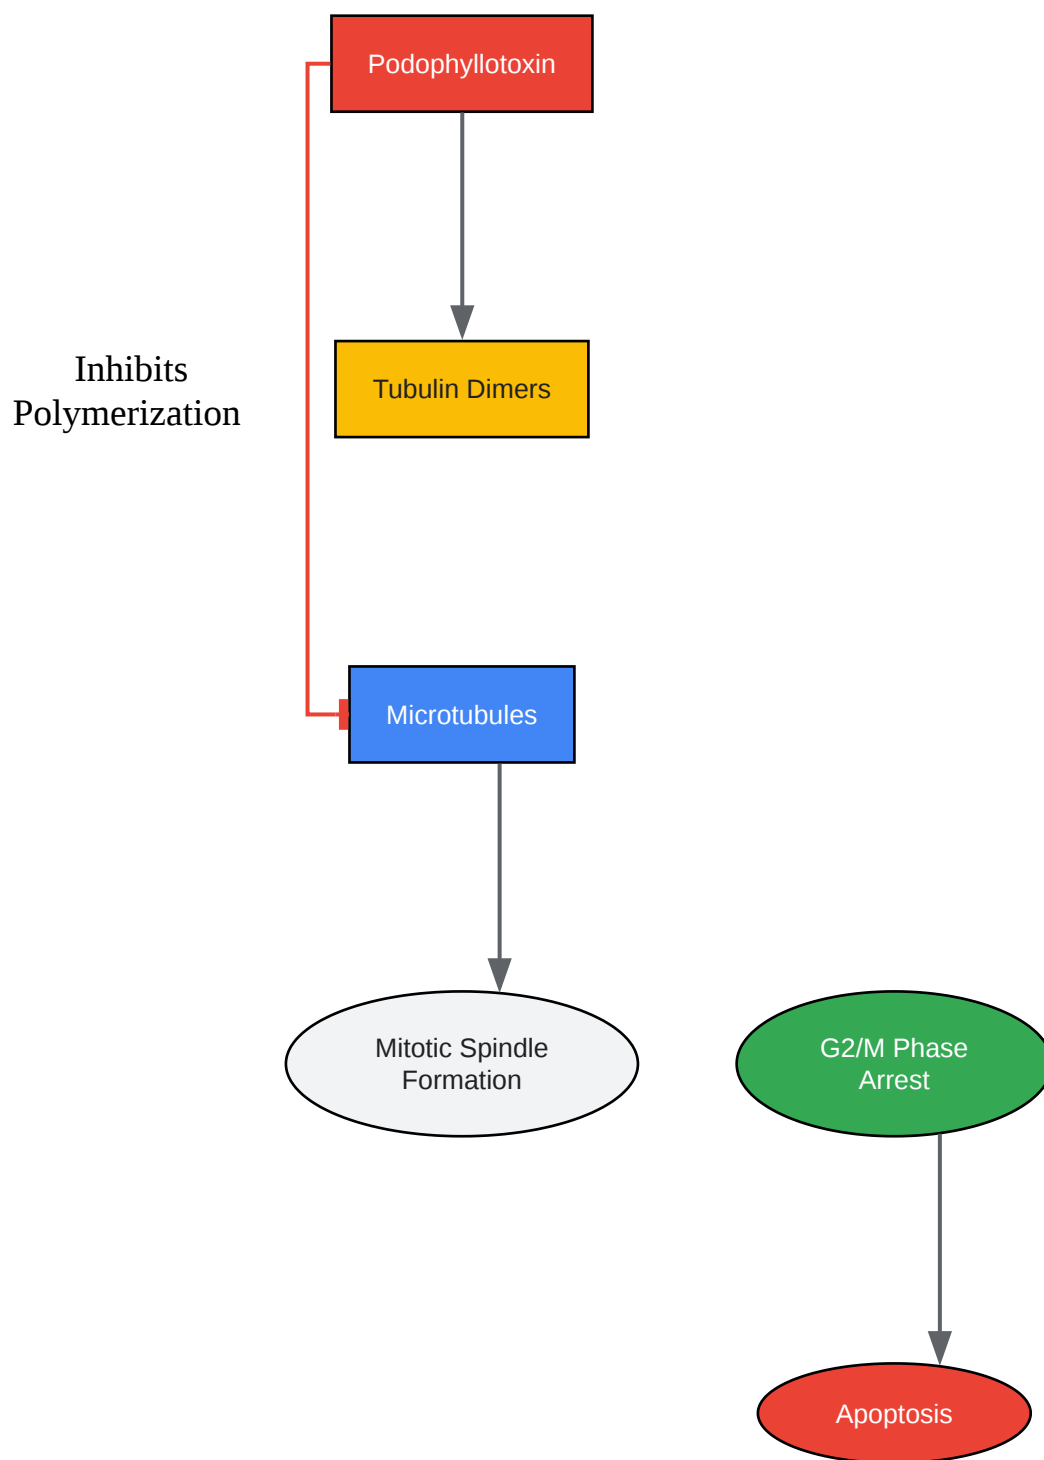 Podophyllotoxin
Inhibits
Polymerization
Tubulin Dimers
Microtubules
Mitotic Spindle
Formation
G2/M Phase
Arrest
Apoptosis